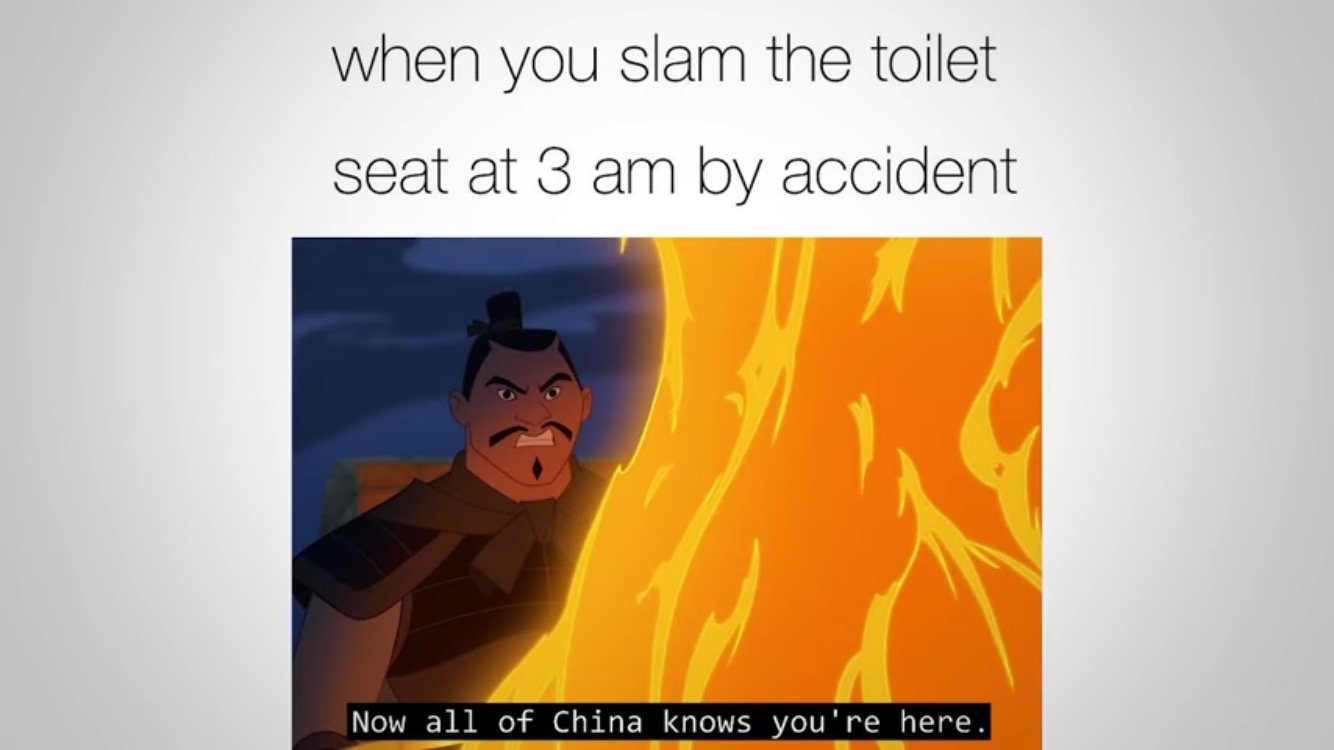 when you slam the toilet
seat at 3 am by accident
Now all of China knows you're here.